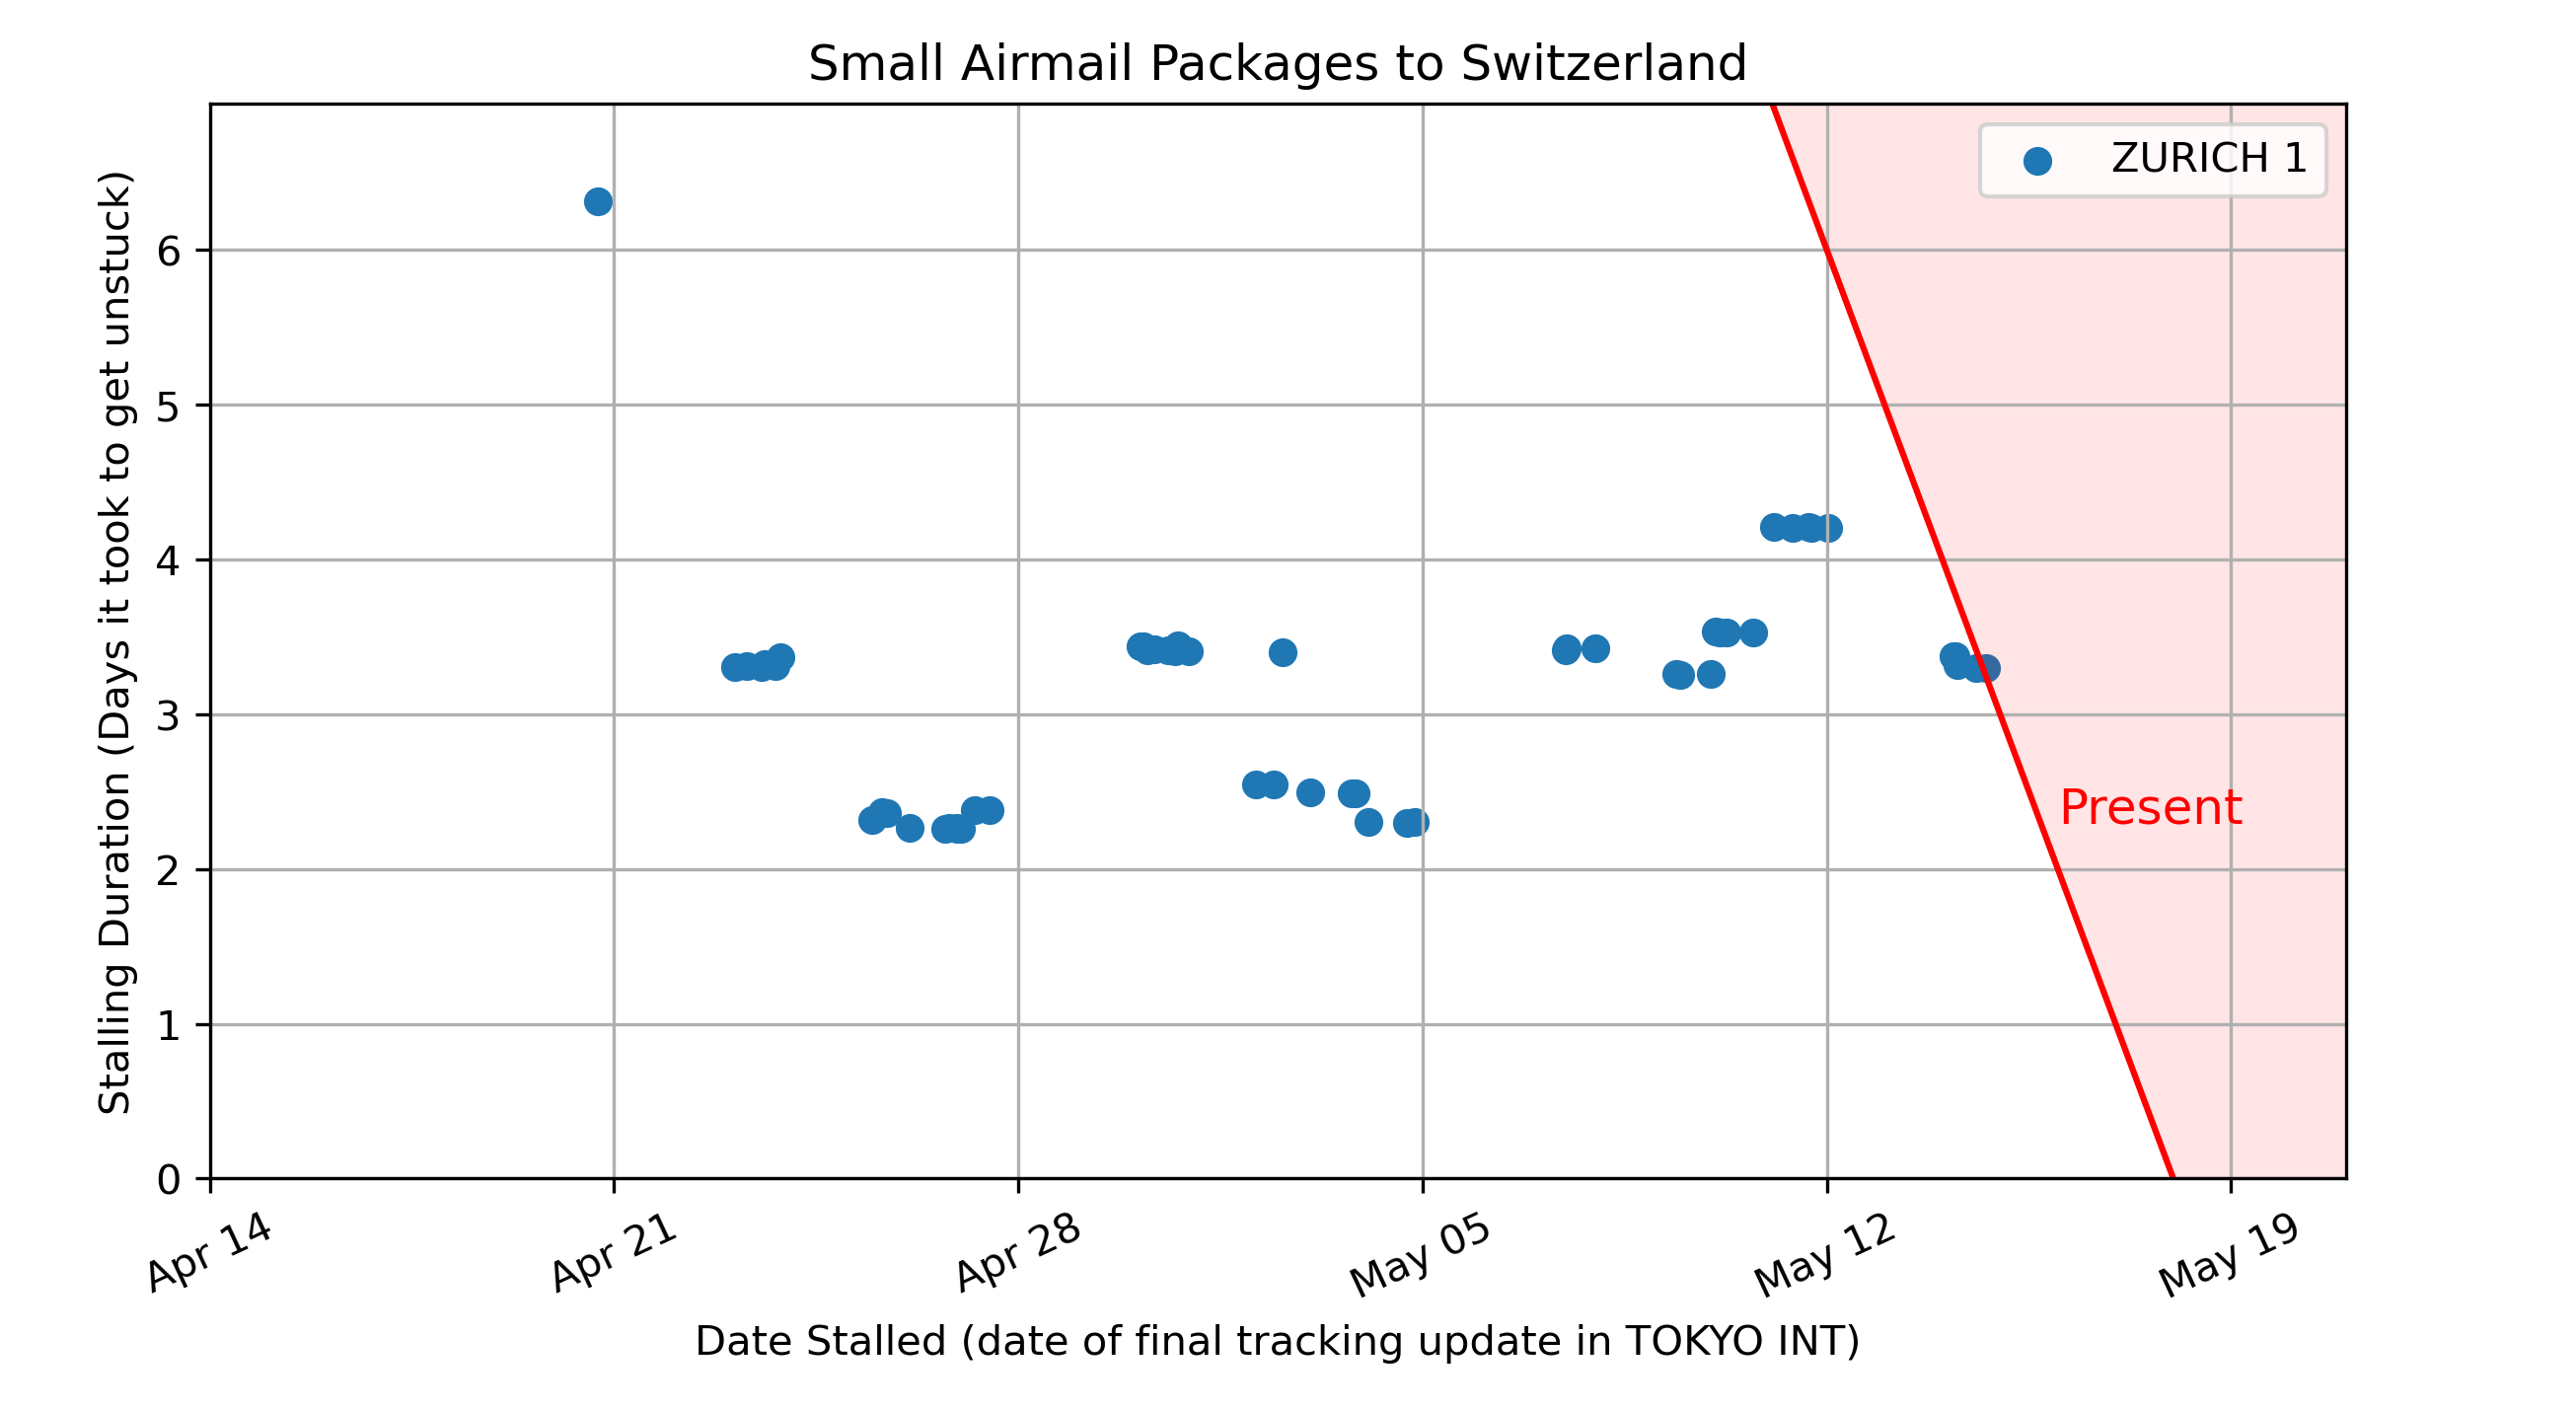 Small Airmail Packages to Switzerland
ZURICH 1
Stalling Duration (Days it took to get unstuck)
6
5
4
3
2
1
0
Present
Apr 14
Apr 21
Apr 28
May 05
May 12
May 19
Date Stalled (date of final tracking update in TOKYO INT)